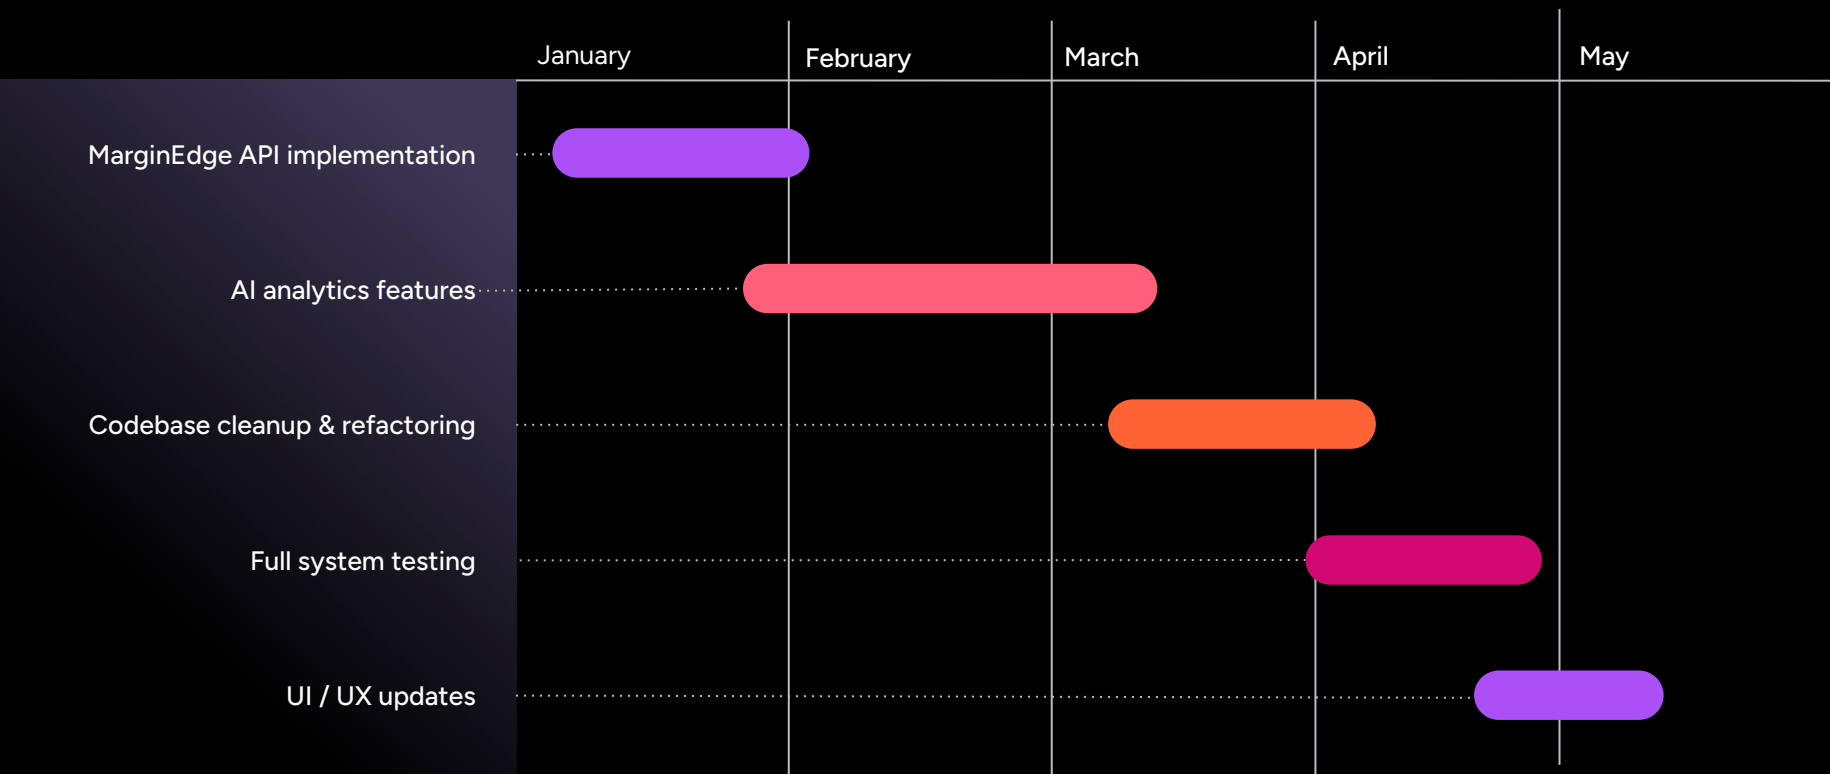 January
February
March
April
May
MarginEdge API implementation
AI analytics features
Codebase cleanup & refactoring
Full system testing
UI / UX updates